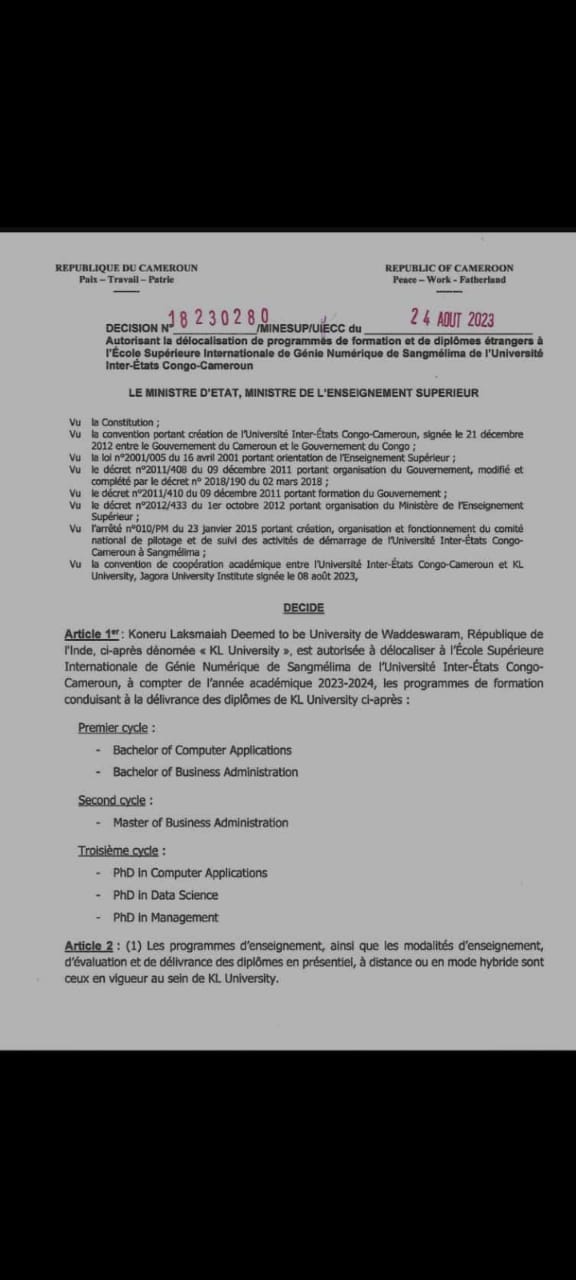 REPUBLIQUE DU CAMEROUN
Paix – Travail – Patrie
REPUBLIC OF CAMEROON
Peace – Work - Fatherland
DECISION N° 18230280 /MINESUP/UIECC du 24 AOUT 2023
Autorisant la délocalisation de programmes de formation et de diplômes étrangers à
l'École Supérieure Internationale de Génie Numérique de Sangmélima de l'Université
Inter-États Congo-Cameroun
LE MINISTRE D'ETAT, MINISTRE DE L'ENSEIGNEMENT SUPERIEUR
Vu la Constitution ;
Vu la convention portant création de l'Université Inter-États Congo-Cameroun, signée le 21 décembre
2012 entre le Gouvernement du Cameroun et le Gouvernement du Congo ;
Vu la loi n°2001/005 du 16 avril 2001 portant orientation de l'Enseignement Supérieur ;
Vu le décret n°2011/408 du 09 décembre 2011 portant organisation du Gouvernement, modifié et
complété par le décret n° 2018/190 du 02 mars 2018 ;
Vu le décret n°2011/410 du 09 décembre 2011 portant formation du Gouvernement ;
Vu le décret n°2012/433 du 1er octobre 2012 portant organisation du Ministère de l'Enseignement
Supérieur ;
Vu l'arrêté n°010/PM du 23 janvier 2015 portant création, organisation et fonctionnement du comité
national de pilotage et de suivi des activités de démarrage de l'Université Inter-États Congo-
Cameroun à Sangmélima ;
Vu la convention de coopération académique entre l'Université Inter-États Congo-Cameroun et KL
University, Jagora University Institute signée le 08 août 2023,
DECIDE
Article 1er : Koneru Laksmaiah Deemed to be University de Waddeswaram, République de
l'Inde, ci-après dénomée « KL University », est autorisée à délocaliser à l'École Supérieure
Internationale de Génie Numérique de Sangmélima de l'Université Inter-États Congo-
Cameroun, à compter de l'année académique 2023-2024, les programmes de formation
conduisant à la délivrance des diplômes de KL University ci-après :
Premier cycle :
- Bachelor of Computer Applications
- Bachelor of Business Administration
Second cycle :
- Master of Business Administration
Troisième cycle :
- PhD in Computer Applications
- PhD in Data Science
- PhD in Management
Article 2 : (1) Les programmes d'enseignement, ainsi que les modalités d'enseignement,
d'évaluation et de délivrance des diplômes en présentiel, à distance ou en mode hybride sont
ceux en vigueur au sein de KL University.